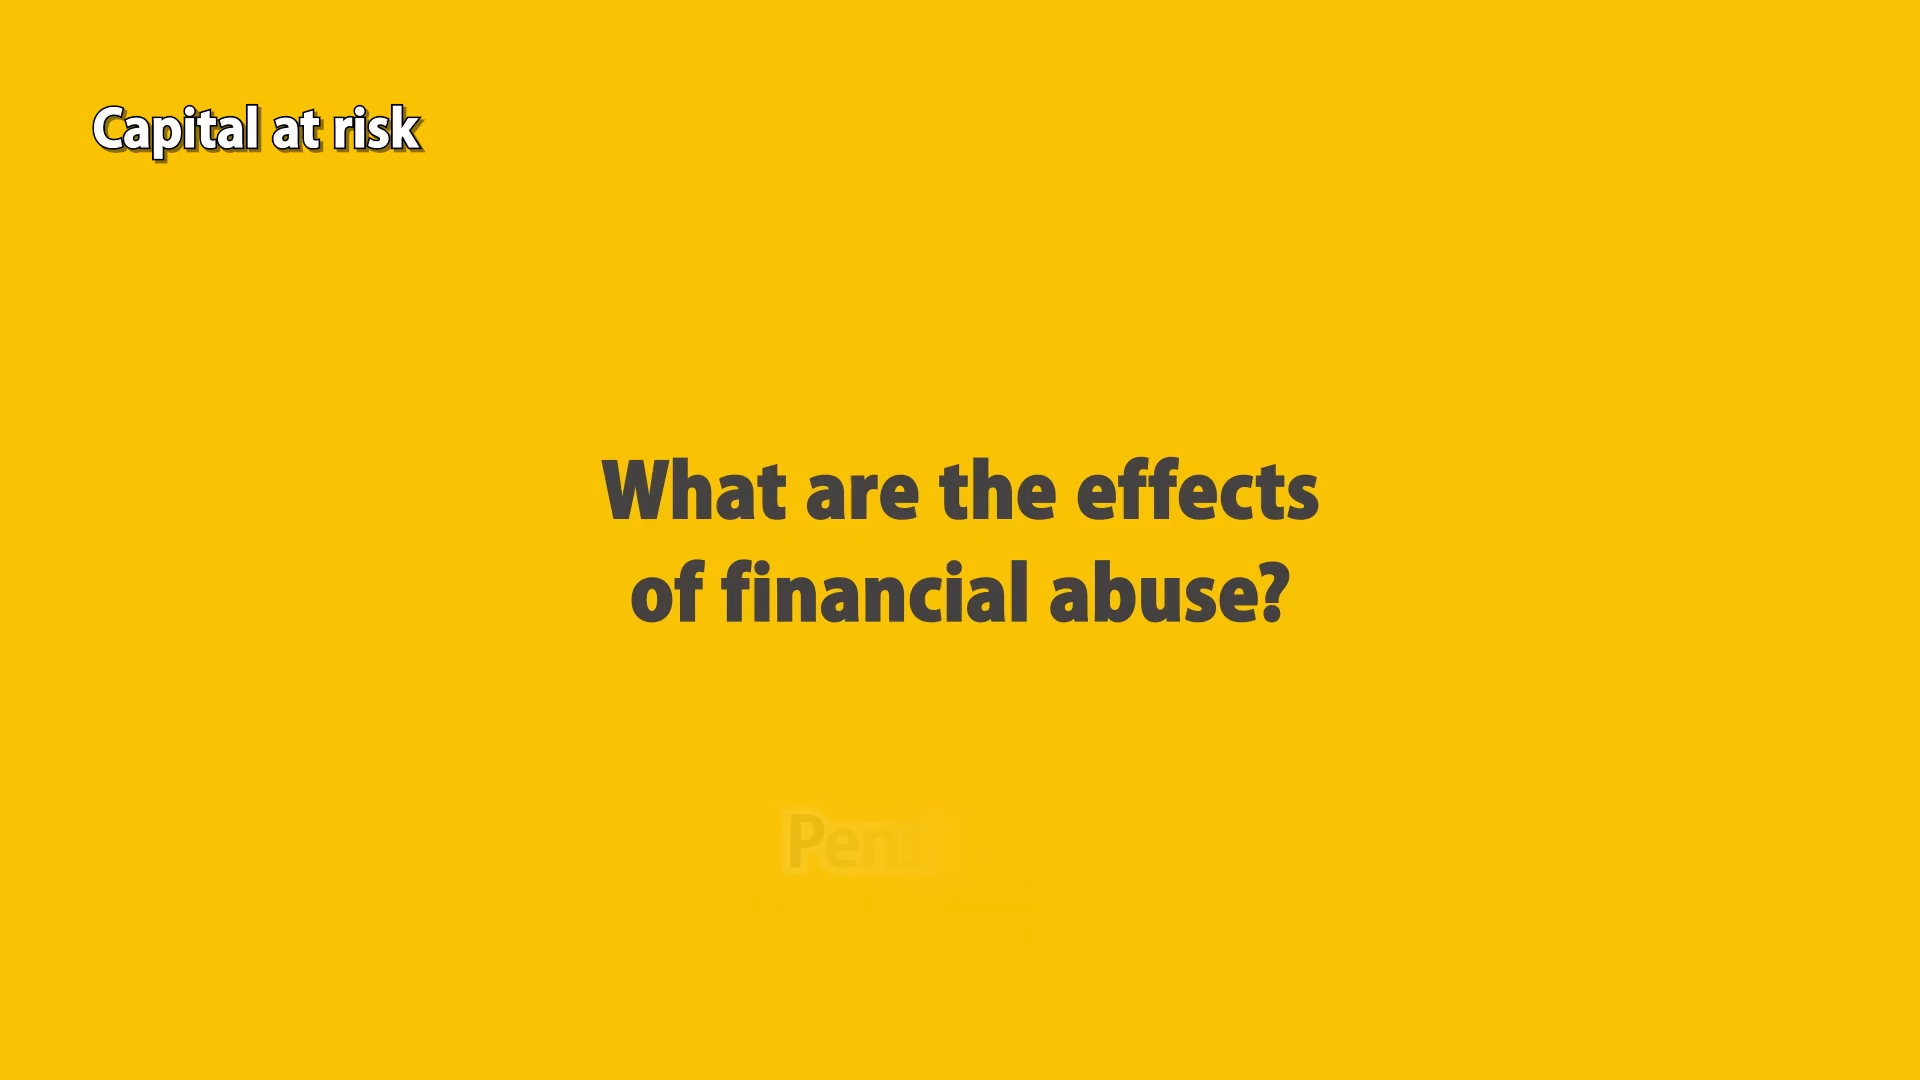 Capital at risk
What are the effects
of financial abuse?